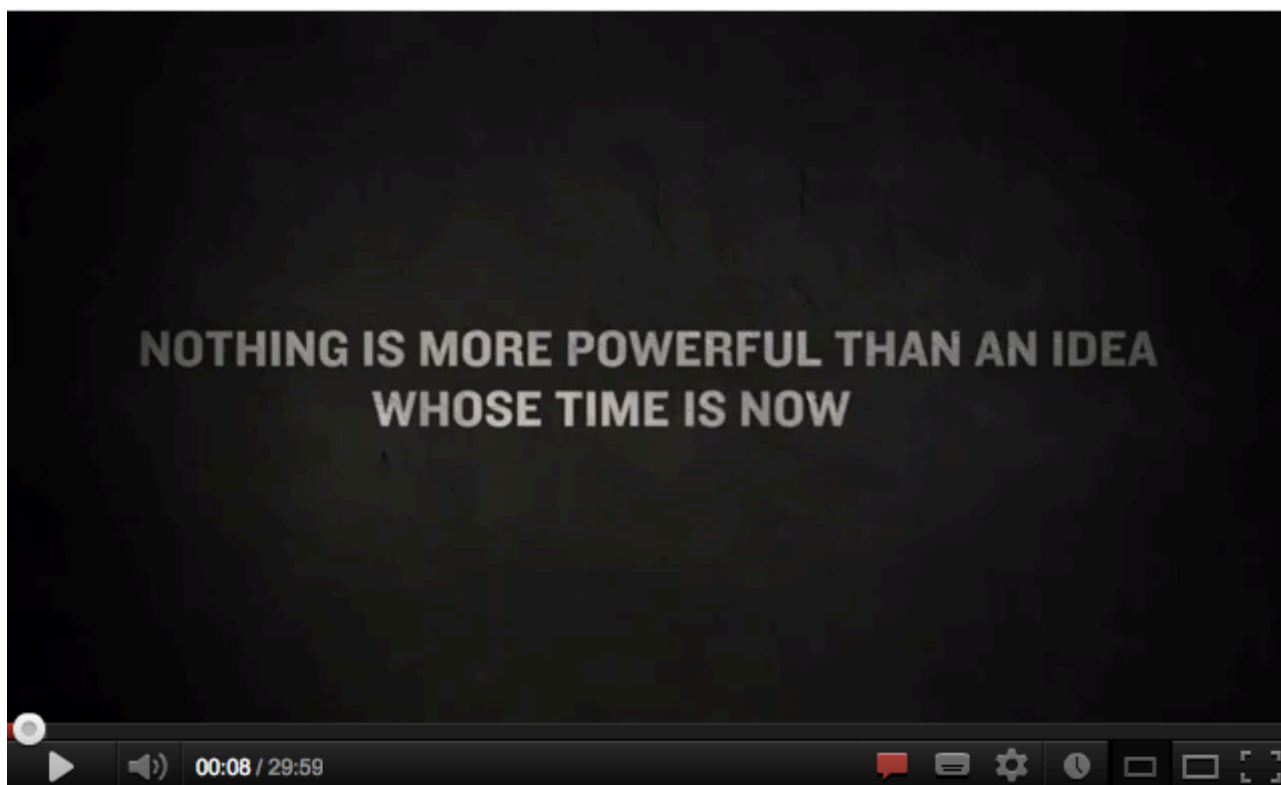 NOTHING IS MORE POWERFUL THAN AN IDEA
WHOSE TIME IS NOW
00:08 / 29:59